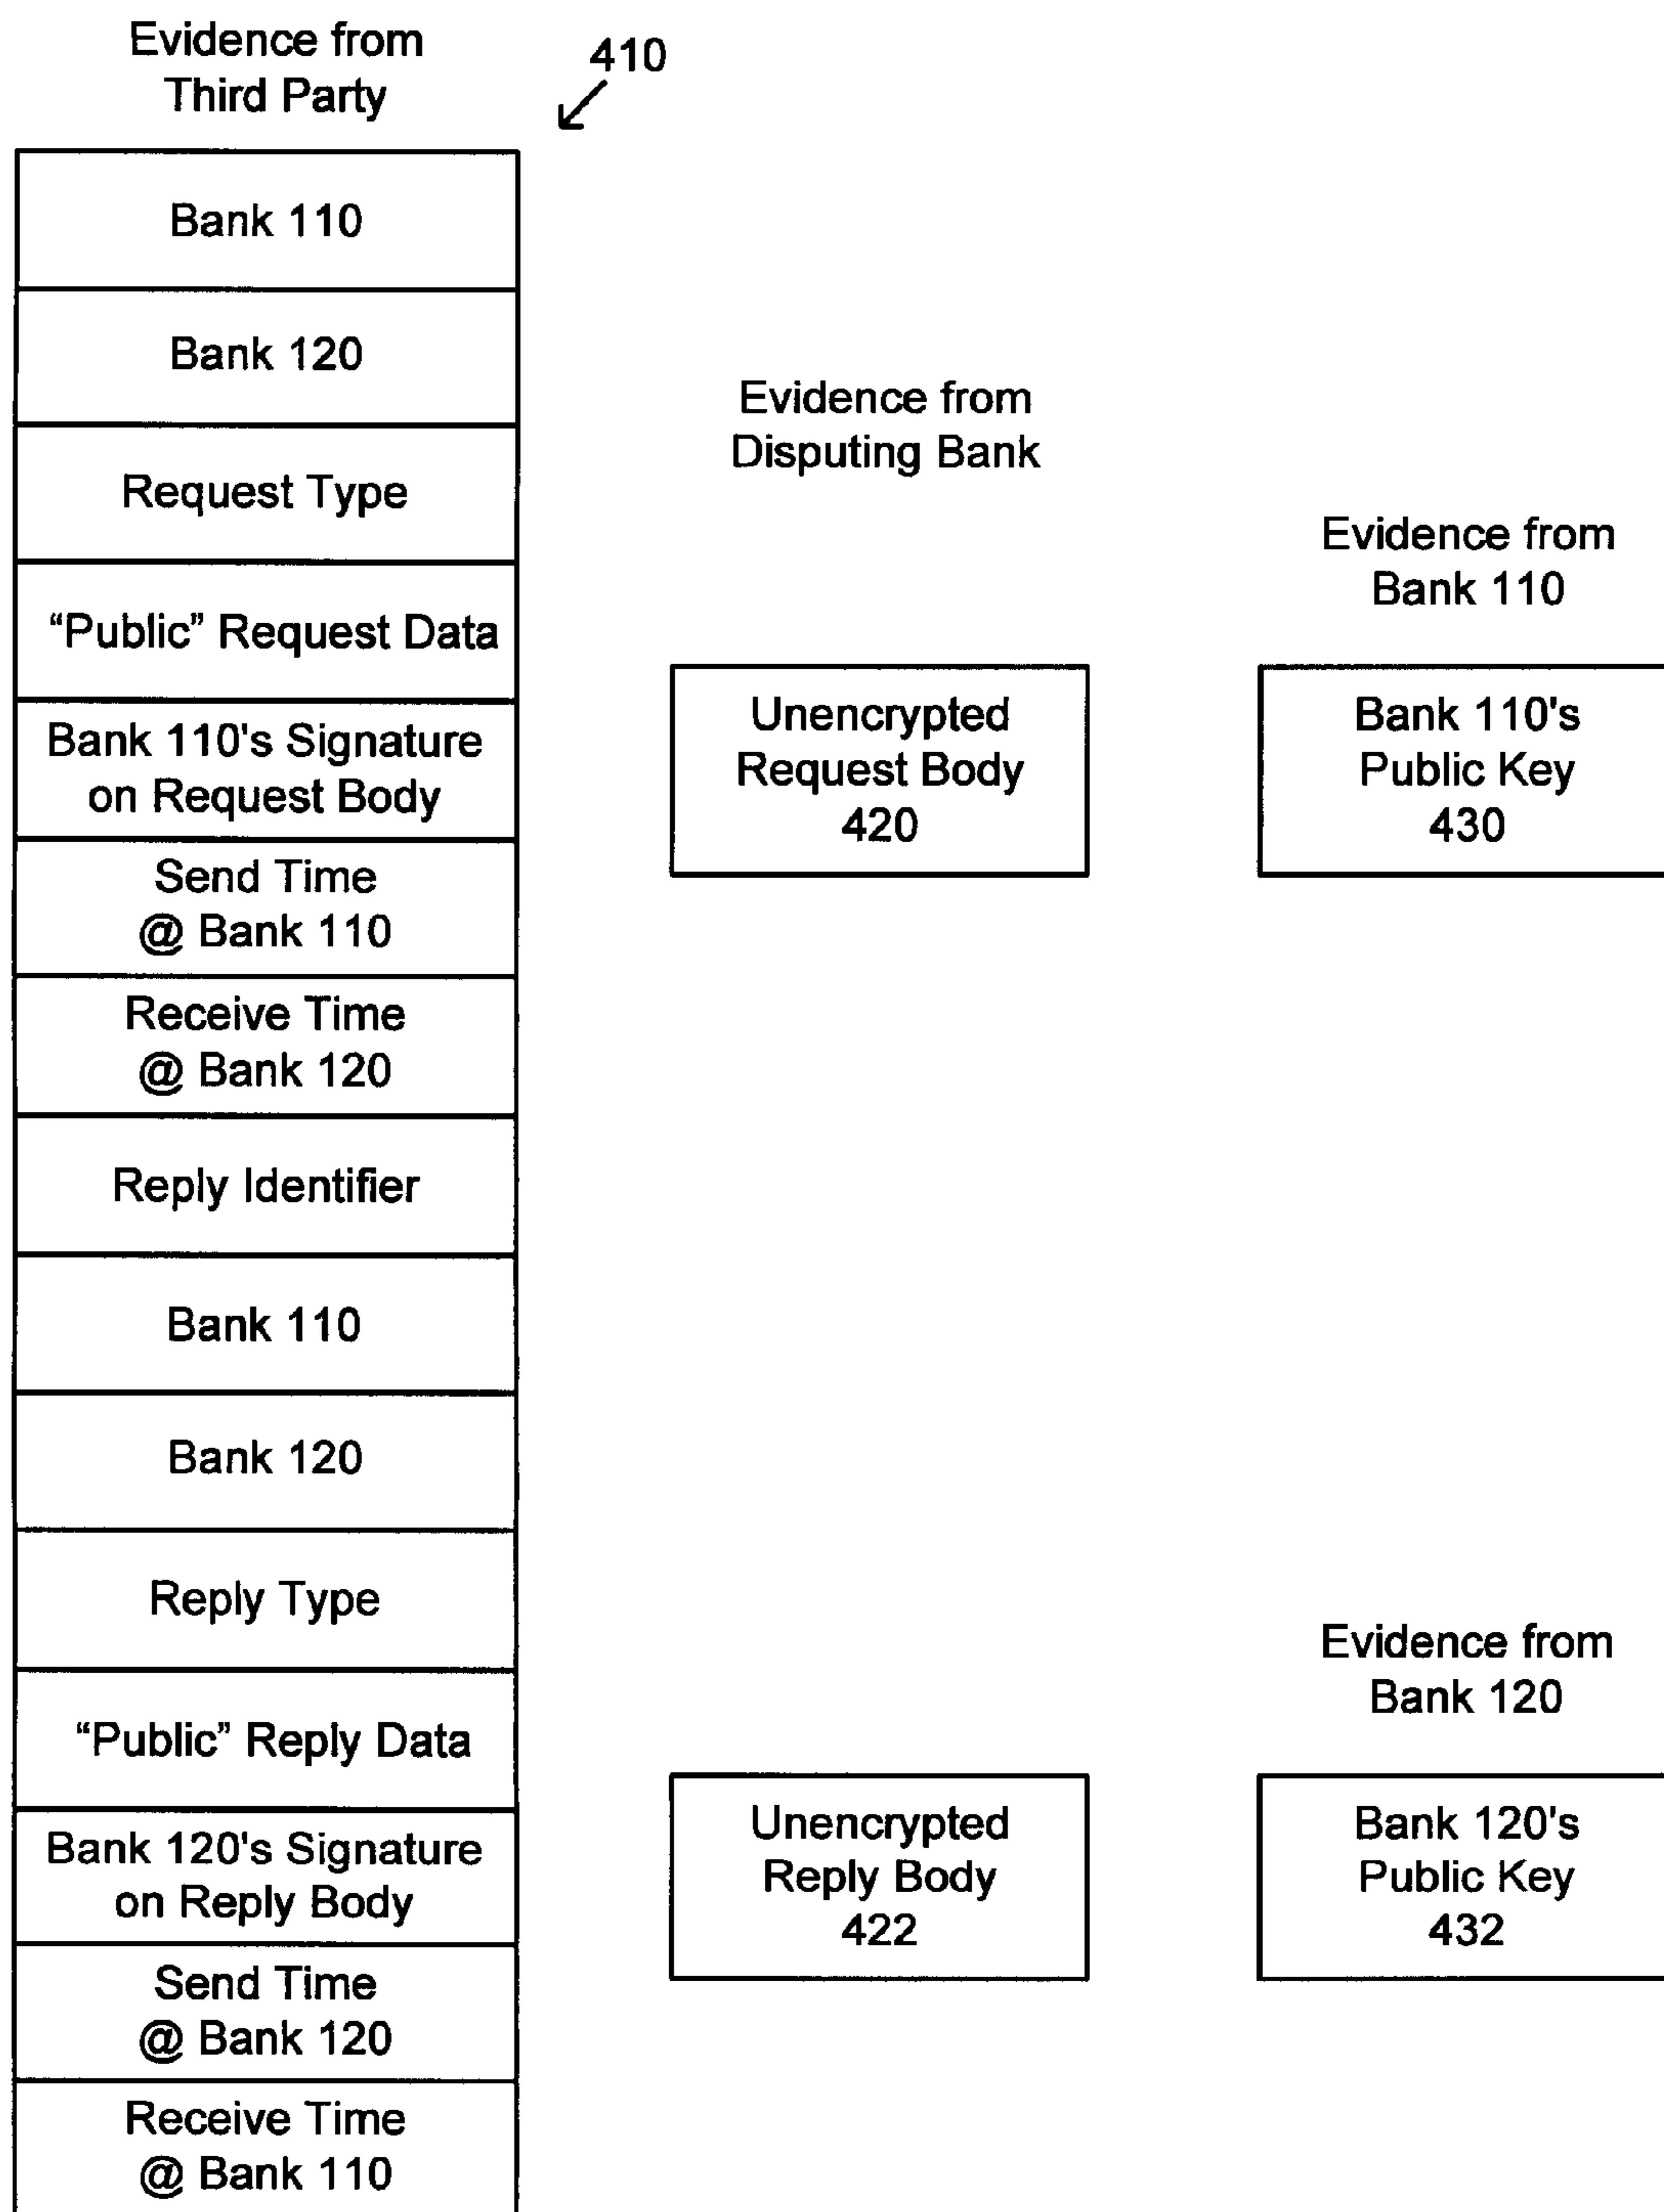 Evidence from
Third Party
410
Bank 110
Bank 120
Request Type
“Public” Request Data
Bank 110's Signature
on Request Body
Send Time
@ Bank 110
Receive Time
@ Bank 120
Reply Identifier
Bank 110
Bank 120
Reply Type
“Public” Reply Data
Bank 120's Signature
on Reply Body
Send Time
@ Bank 120
Receive Time
@ Bank 110
Evidence from
Disputing Bank
Unencrypted
Request Body
420
Unencrypted
Reply Body
422
Evidence from
Bank 110
Bank 110's
Public Key
430
Evidence from
Bank 120
Bank 120's
Public Key
432